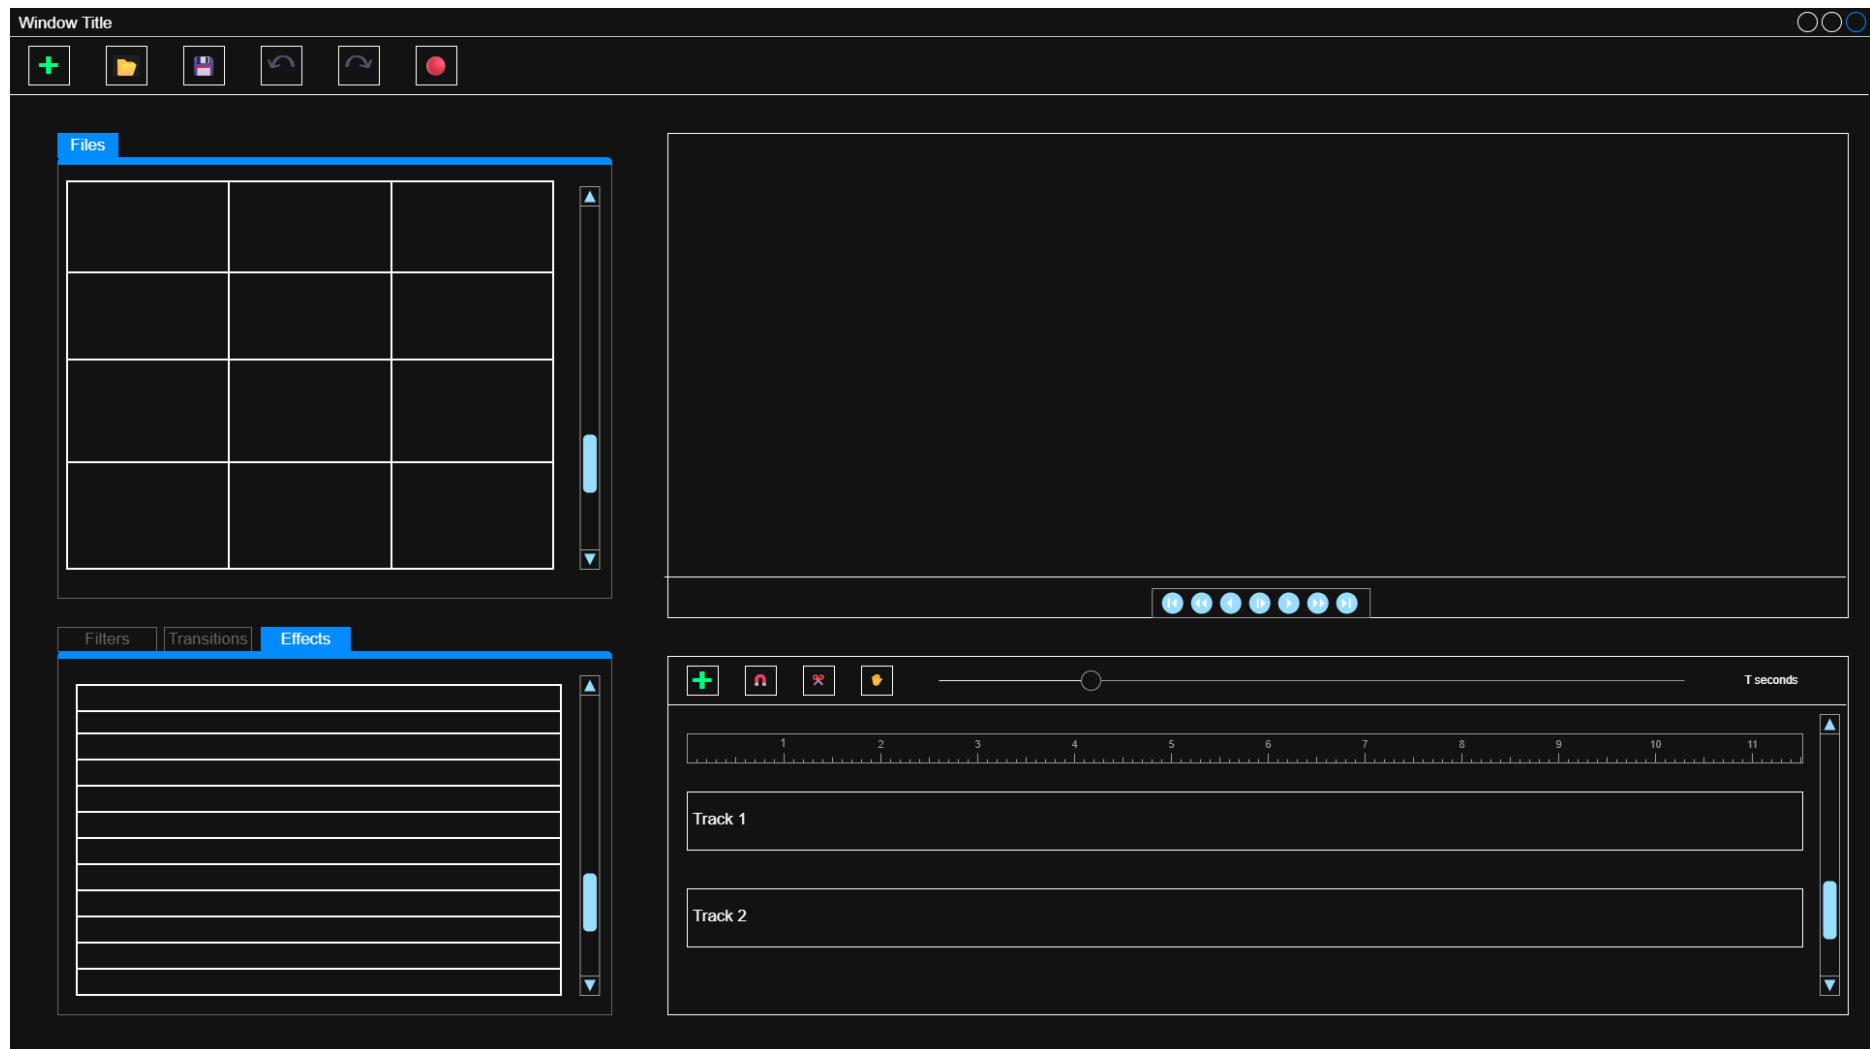 Window Title
Files
Filters Transitions Effects
T seconds
1 2 3 4 5 6 7 8 9 10 11
Track 1
Track 2